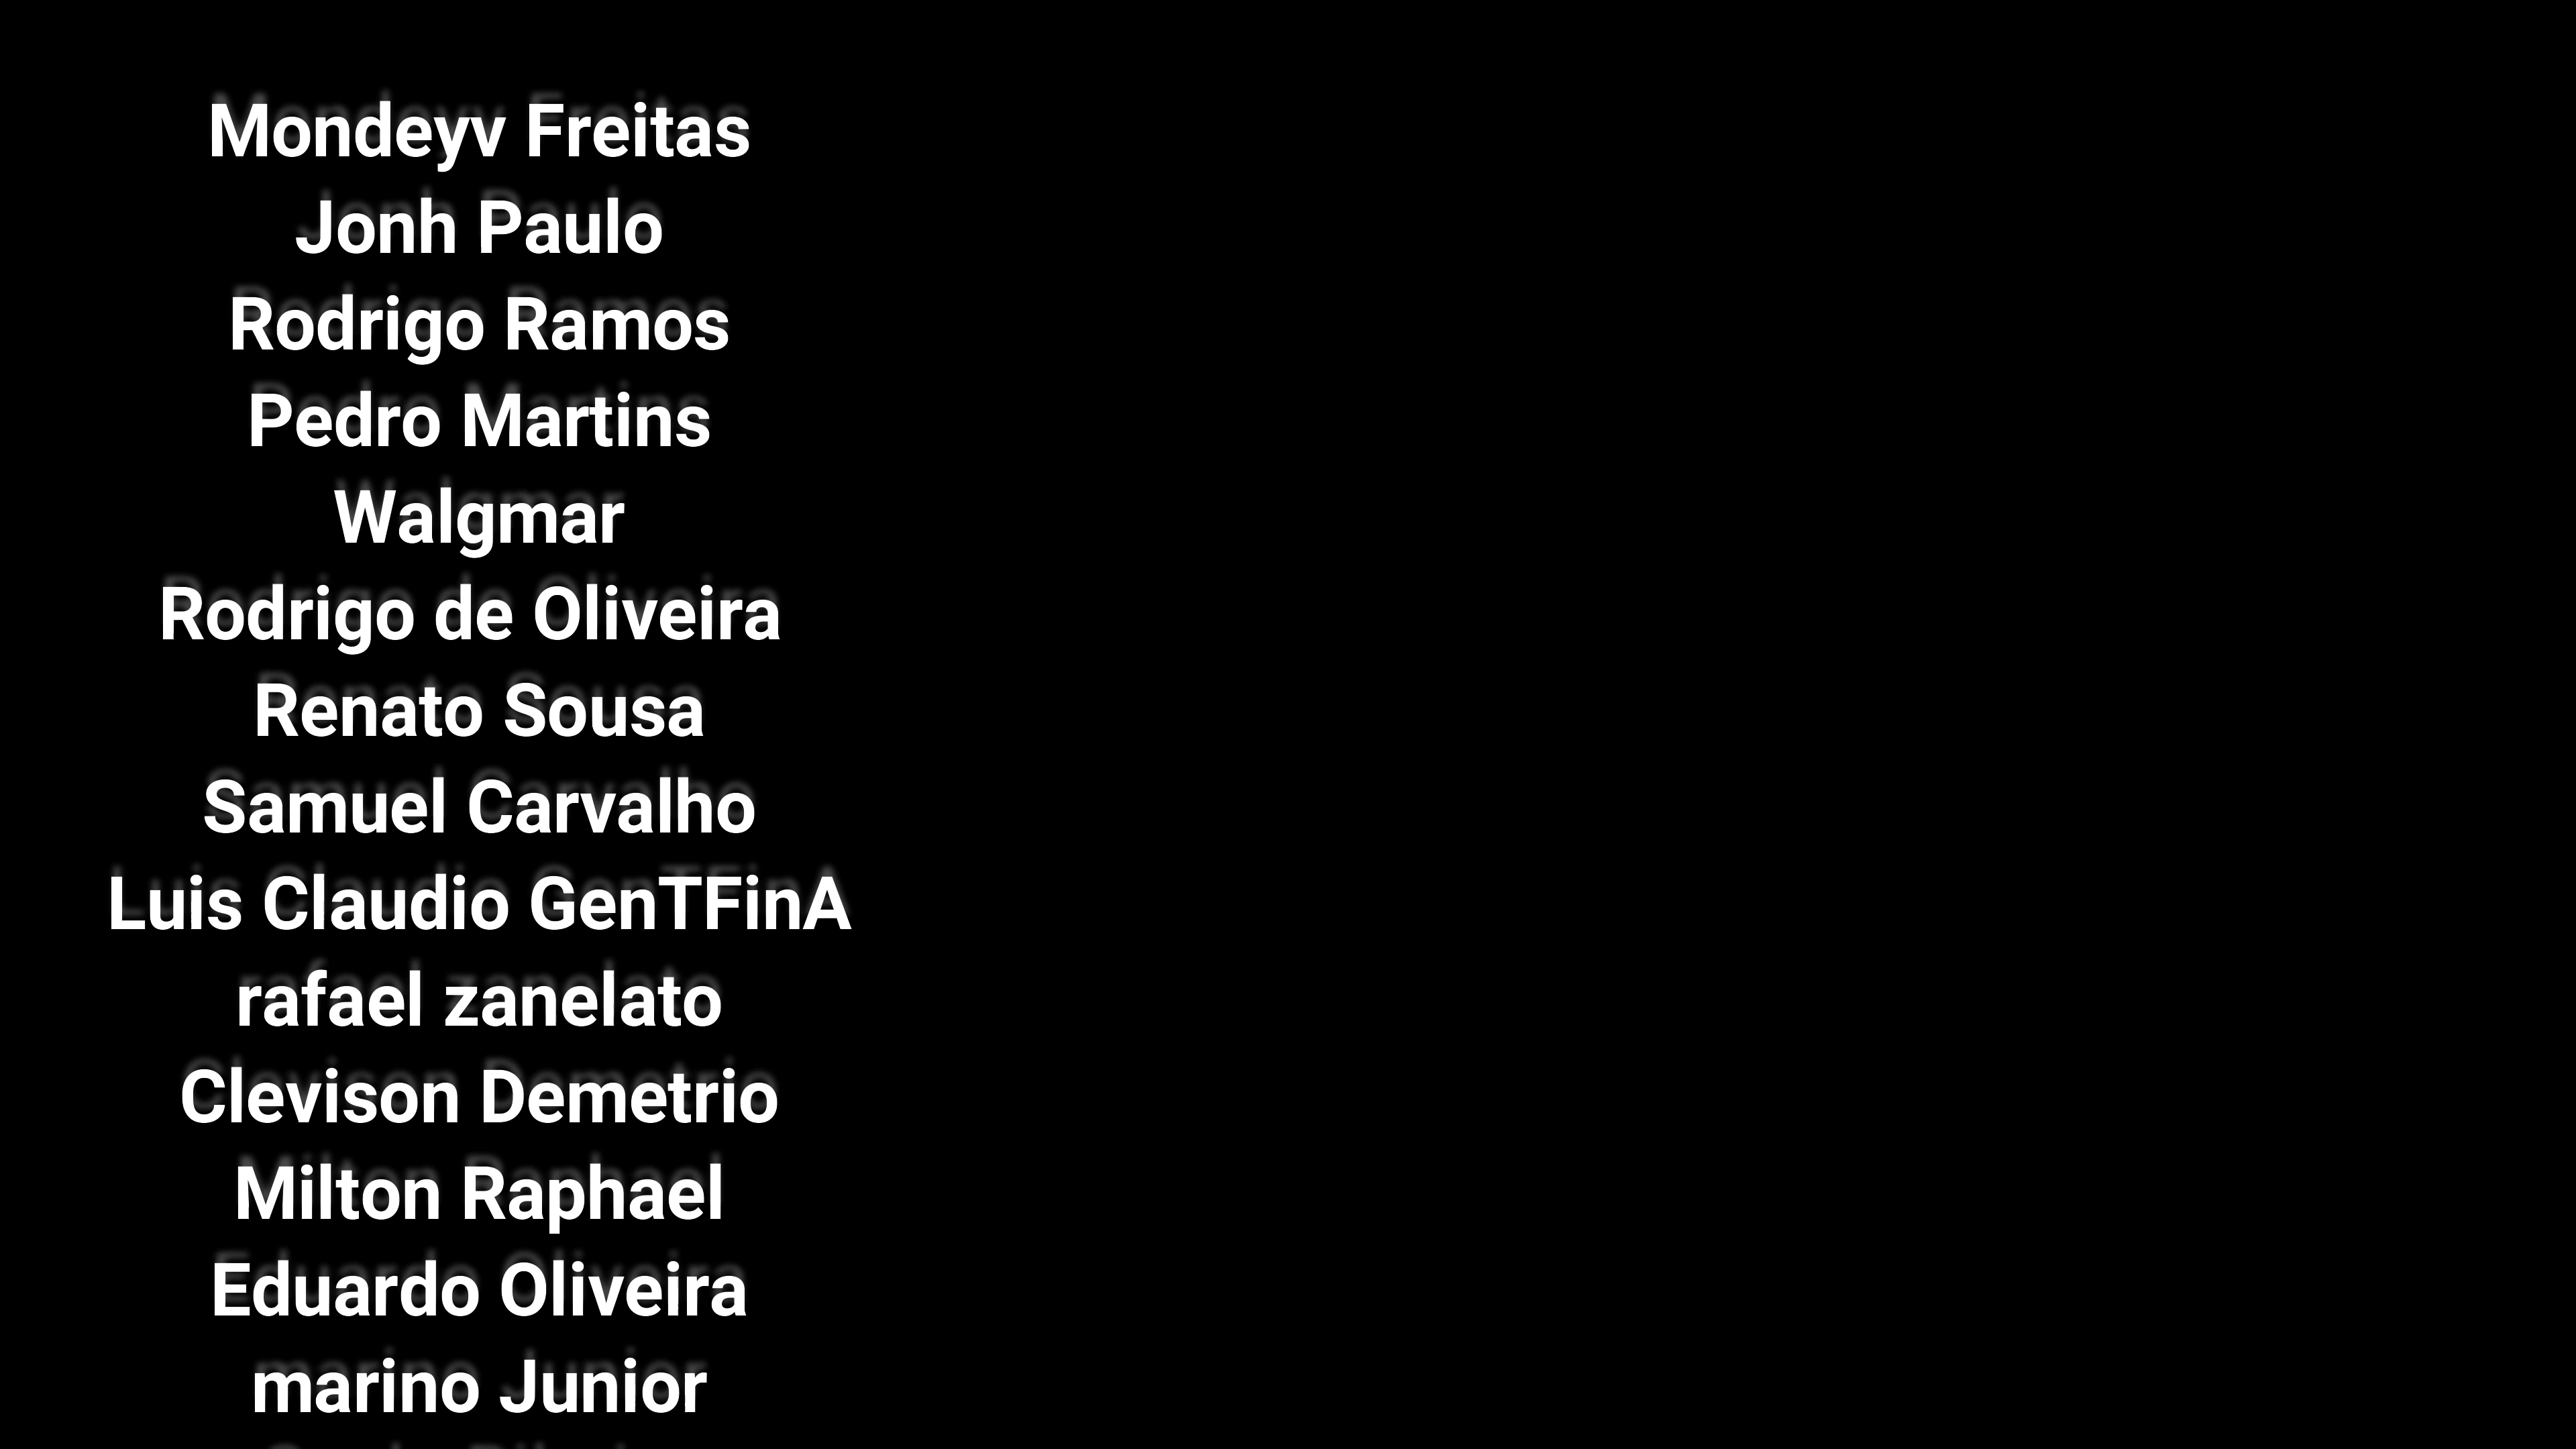 Mondeyv Freitas
Jonh Paulo
Rodrigo Ramos
Pedro Martins
Walgmar
Rodrigo de Oliveira
Renato Sousa
Samuel Carvalho
Luis Claudio GenTFinA
rafael zanelato
Clevison Demetrio
Milton Raphael
Eduardo Oliveira
marino Junior